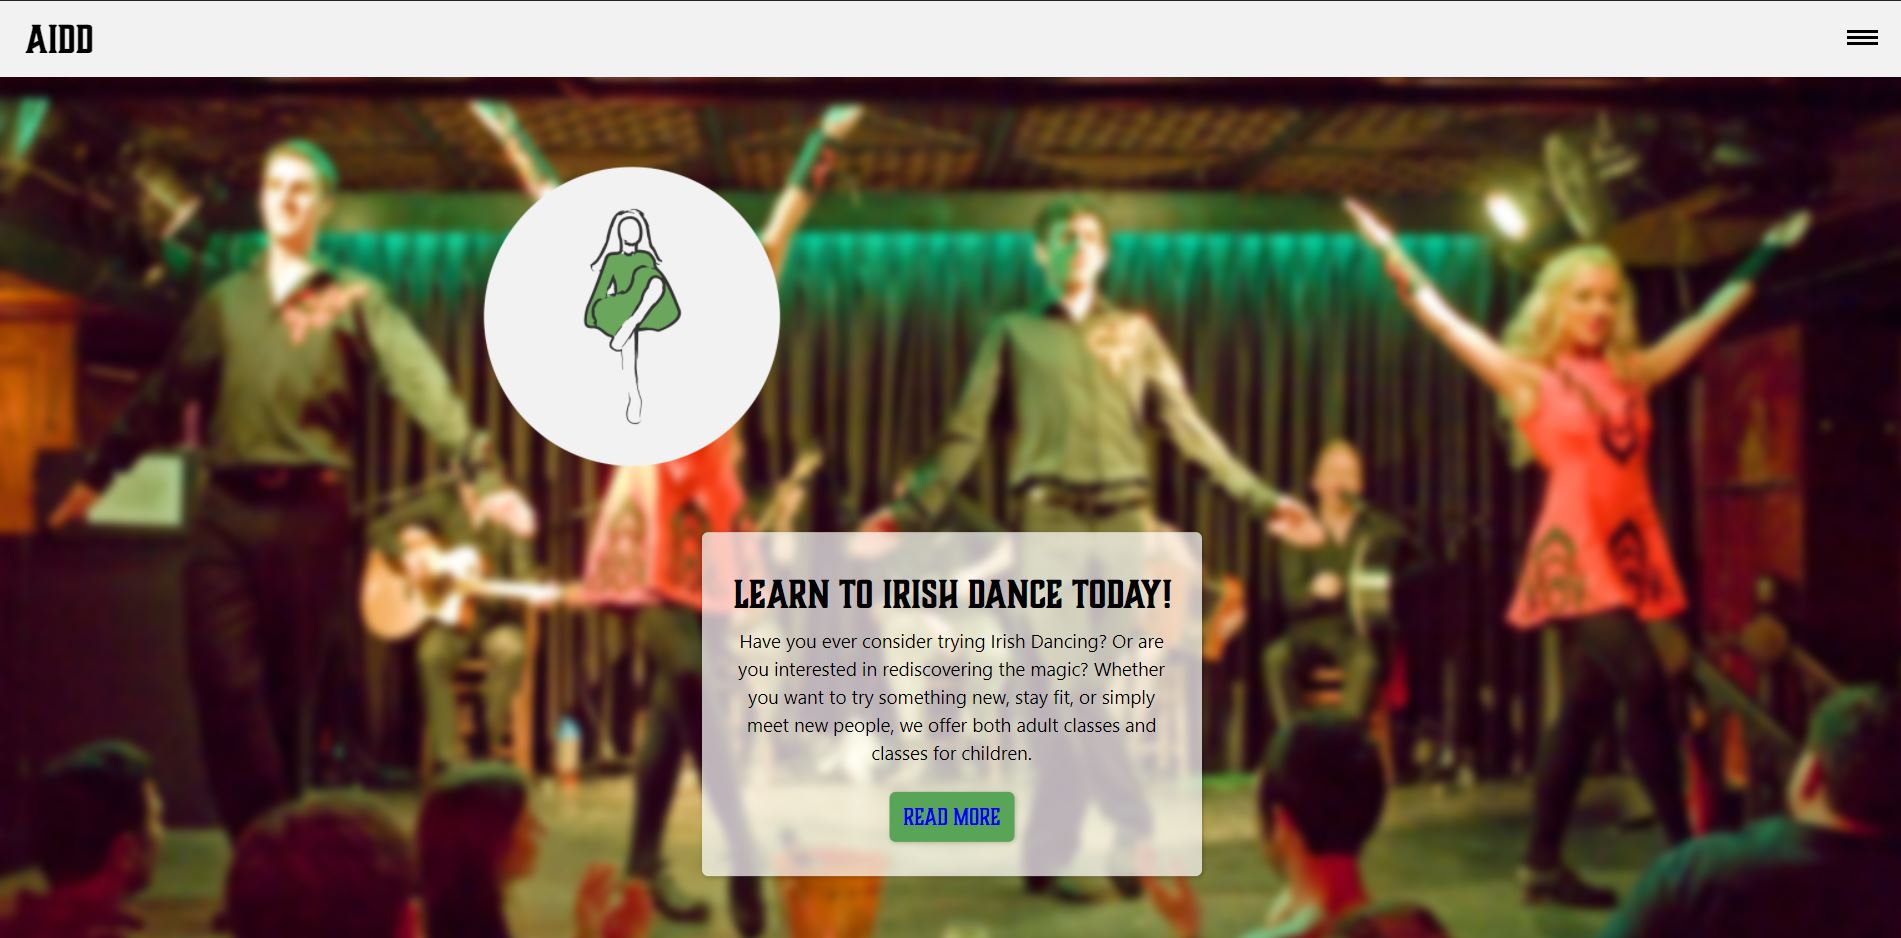 AIDD
LEARN TO IRISH DANCE TODAY!
Have you ever consider trying Irish Dancing? Or are
you interested in rediscovering the magic? Whether
you want to try something new, stay fit, or simply
meet new people, we offer both adult classes and
classes for children.
READ MORE